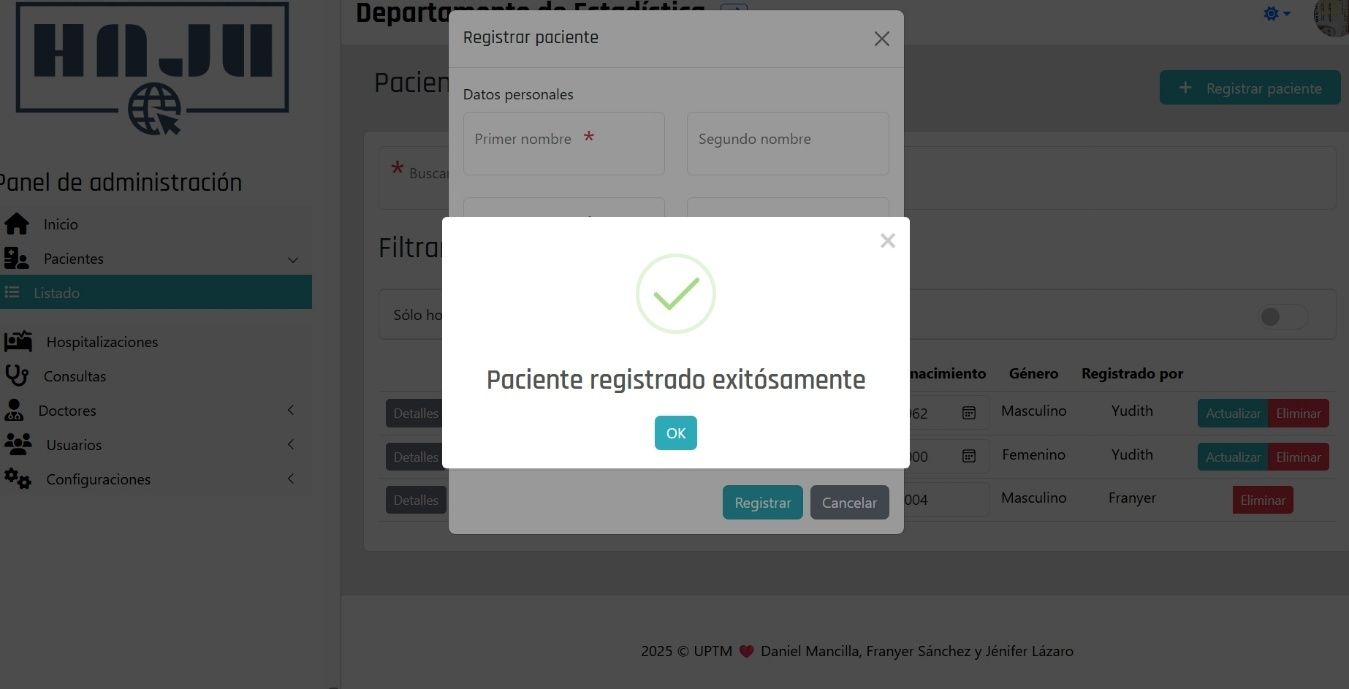 HAJU
Departamento de Estadística
Registrar paciente
Pacien
Registrar paciente
Datos personales
Primer nombre *
Segundo nombre
* Buscar
Panel de administración
Inicio
Pacientes
Listado
Hospitalizaciones
Consultas
Doctores
Usuarios
Configuraciones
Filtrar
Sólo ho
Paciente registrado exitósamente
OK
nacimiento Género Registrado por
Detalles 962 Masculino Yudith Actualizar Eliminar
Detalles 000 Femenino Yudith Actualizar Eliminar
Detalles 004 Masculino Franyer Eliminar
Registrar Cancelar
2025 © UPTM ❤ Daniel Mancilla, Franyer Sánchez y Jénifer Lázaro